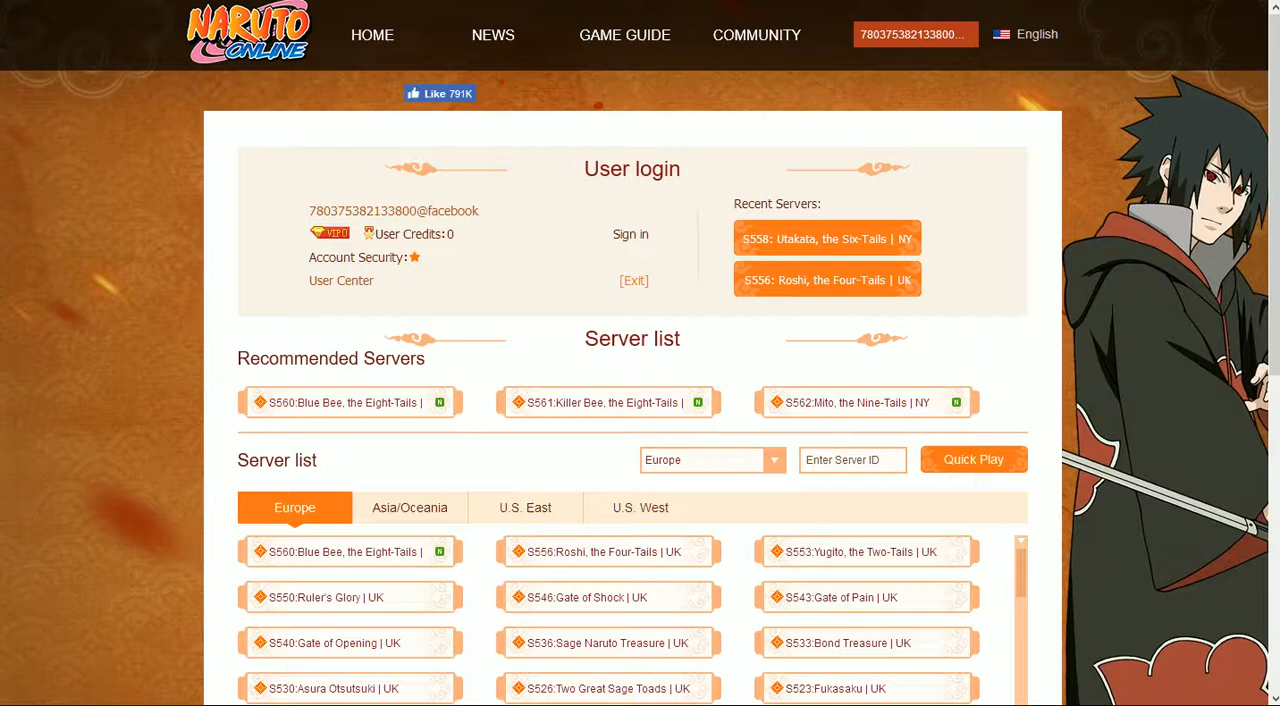 NARUTO
ONLINE
HOME
NEWS
GAME GUIDE
COMMUNITY
780375382133800...
English
Like 791K
User login
780375382133800@facebook
VIP0
User Credits: 0
Sign in
Account Security:
User Center
[Exit]
Recent Servers:
S558: Utakata, the Six-Tails | NY
S556: Roshi, the Four-Tails | UK
Server list
Recommended Servers
S560:Blue Bee, the Eight-Tails | N
S561:Killer Bee, the Eight-Tails | N
S562:Mito, the Nine-Tails | NY N
Server list
Europe
Enter Server ID
Quick Play
Europe
Asia/Oceania
U.S. East
U.S. West
S560:Blue Bee, the Eight-Tails | N
S556:Roshi, the Four-Tails | UK
S553:Yugito, the Two-Tails | UK
S550:Ruler's Glory | UK
S546:Gate of Shock | UK
S543:Gate of Pain | UK
S540:Gate of Opening | UK
S536:Sage Naruto Treasure | UK
S533:Bond Treasure | UK
S530:Asura Otsutsuki | UK
S526:Two Great Sage Toads | UK
S523:Fukasaku | UK